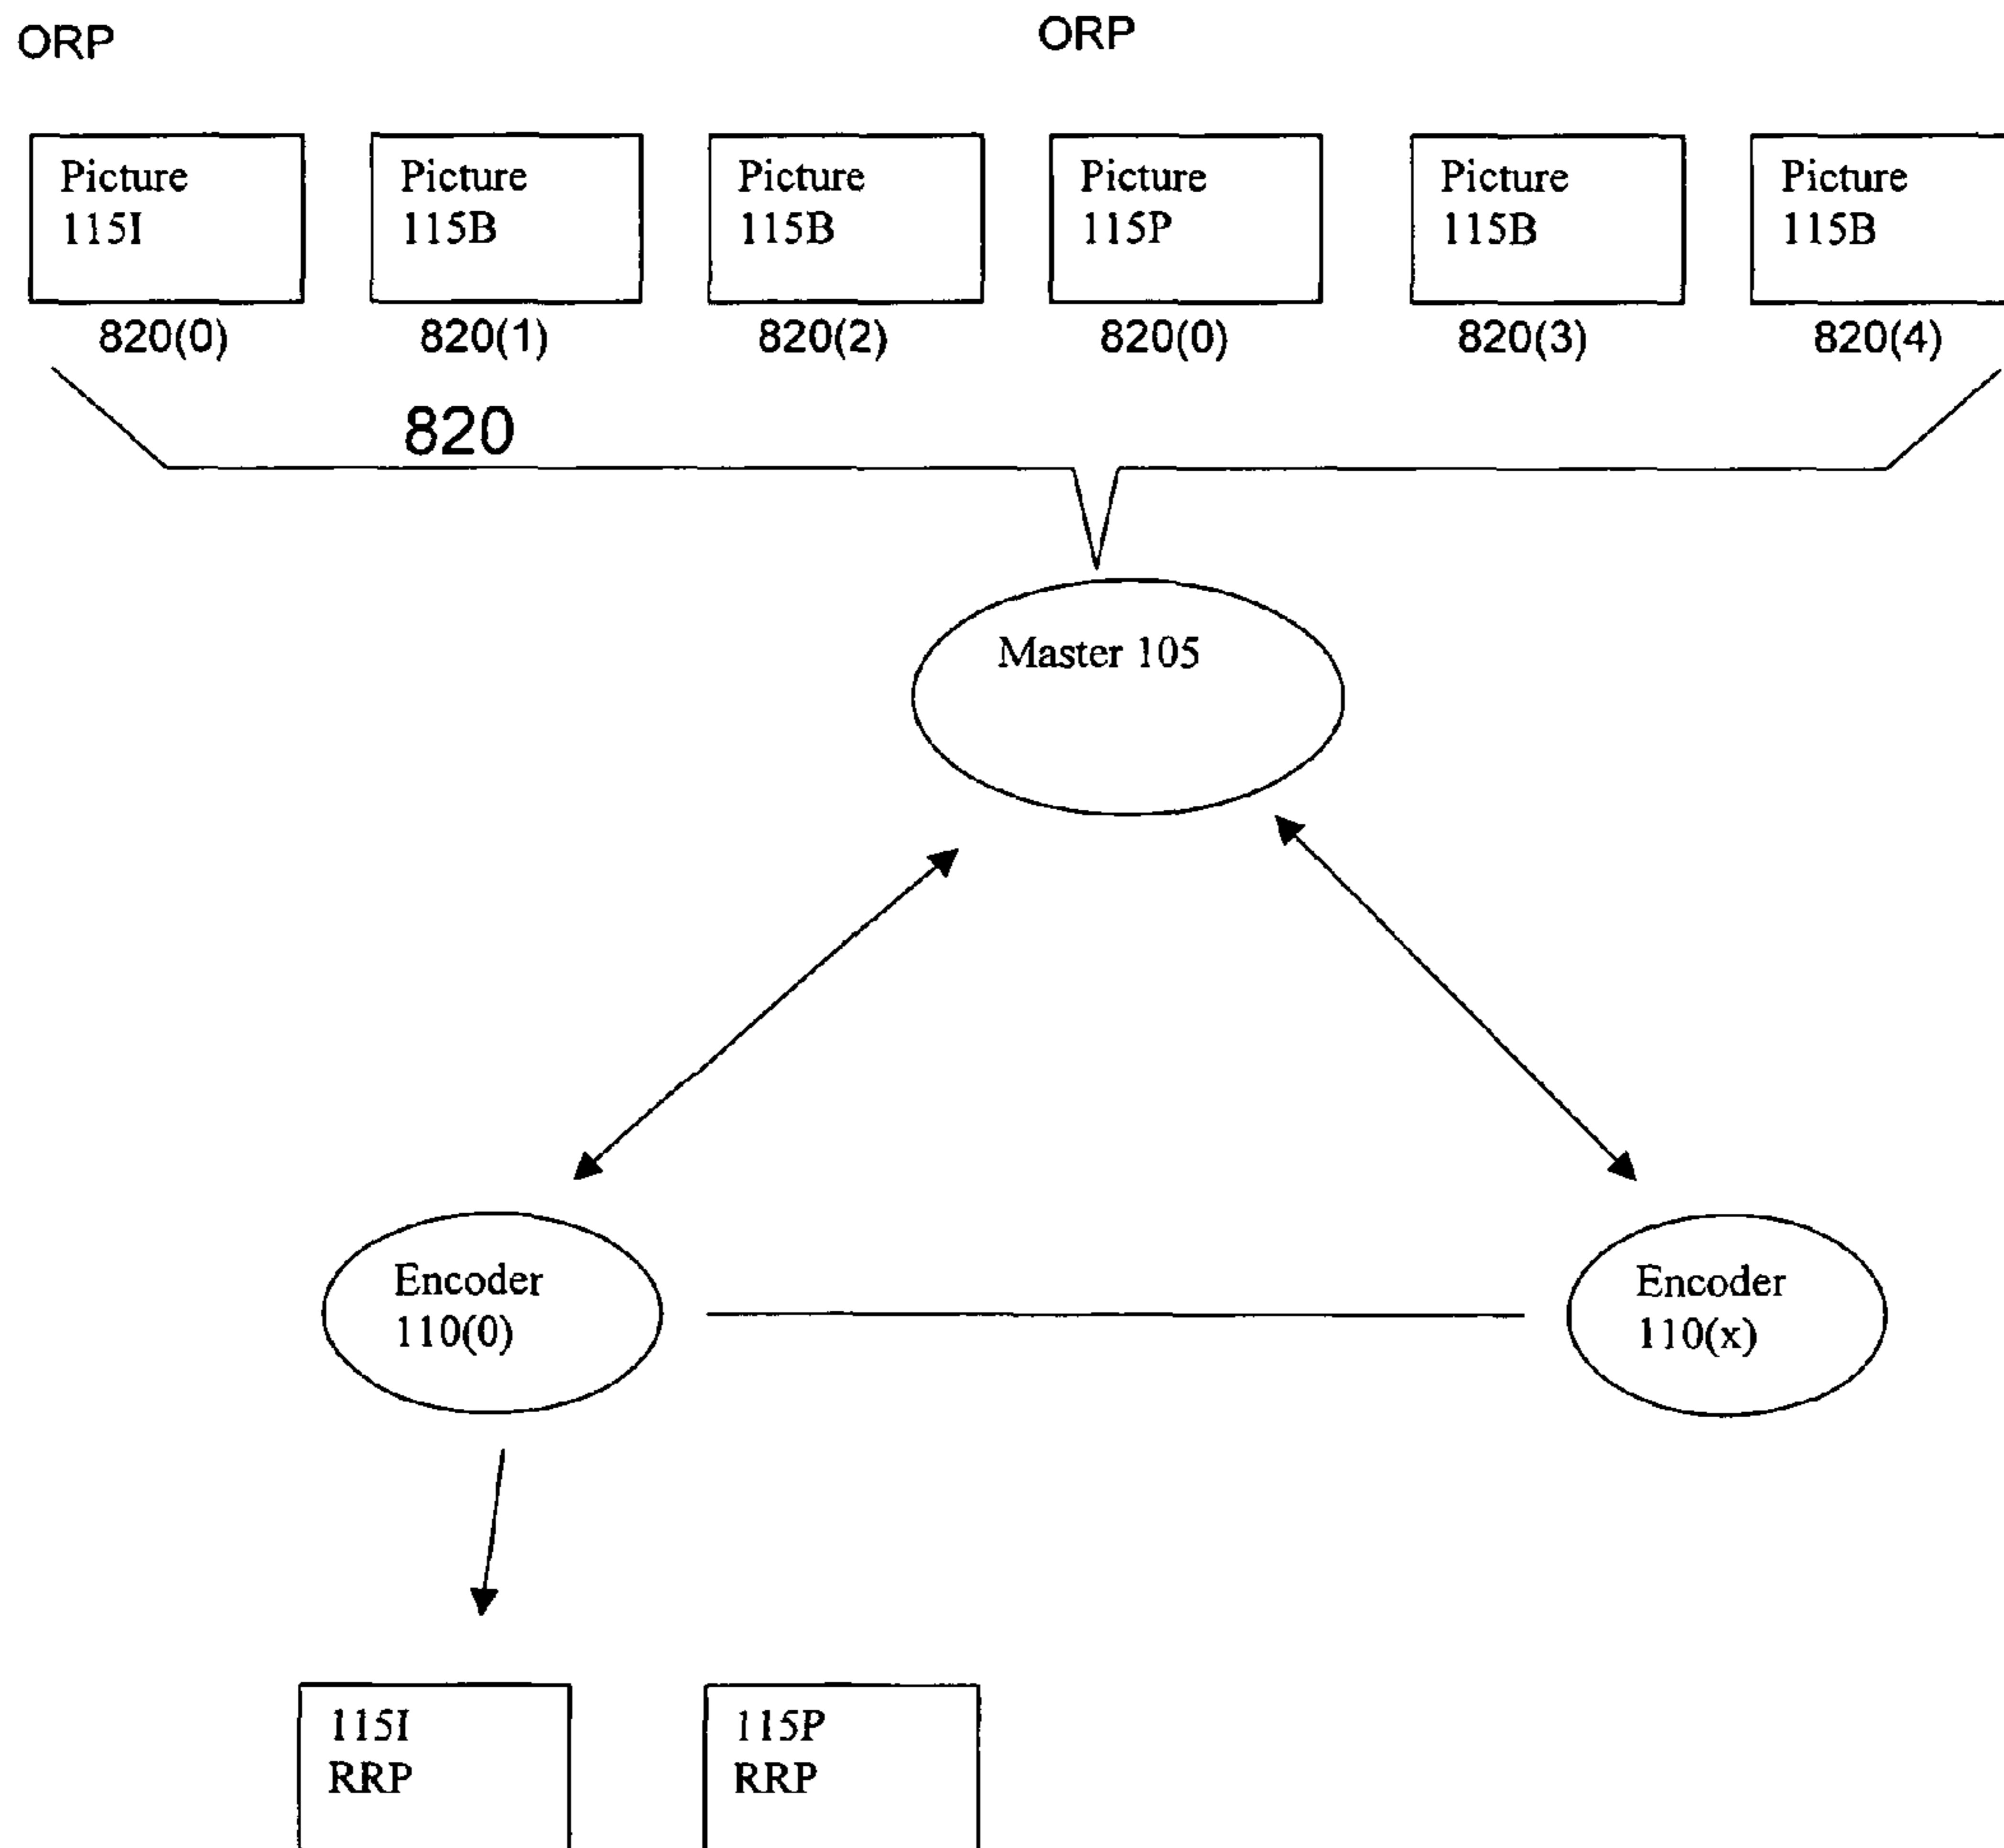 ORP
ORP
Picture
115I
Picture
115B
Picture
115B
Picture
115P
Picture
115B
Picture
115B
820(0)
820(1)
820(2)
820(0)
820(3)
820(4)
820
Master 105
Encoder
110(0)
Encoder
110(x)
115I
RRP
115P
RRP